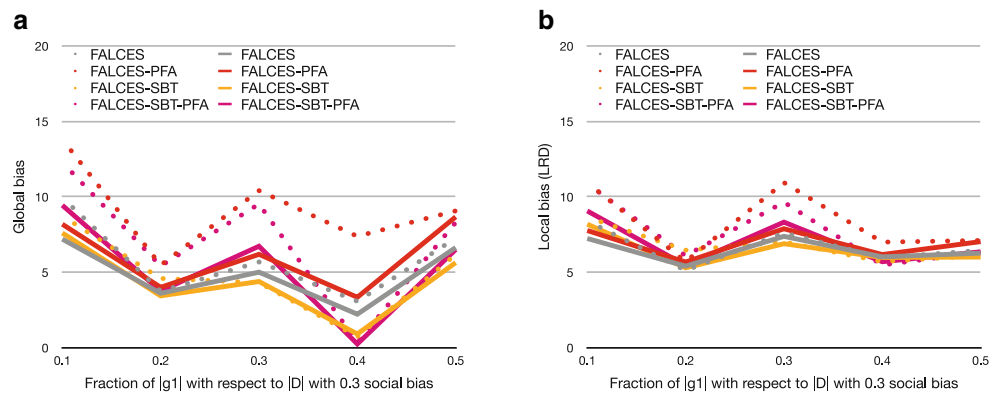 a
20
15
10
5
0
Global bias
FALCES
FALCES-PFA
FALCES-SBT
FALCES-SBT-PFA
FALCES
FALCES-PFA
FALCES-SBT
FALCES-SBT-PFA
0.1 0.2 0.3 0.4 0.5
Fraction of |g1| with respect to |D| with 0.3 social bias
b
20
15
10
5
0
Local bias (LRD)
FALCES
FALCES-PFA
FALCES-SBT
FALCES-SBT-PFA
FALCES
FALCES-PFA
FALCES-SBT
FALCES-SBT-PFA
0.1 0.2 0.3 0.4 0.5
Fraction of |g1| with respect to |D| with 0.3 social bias